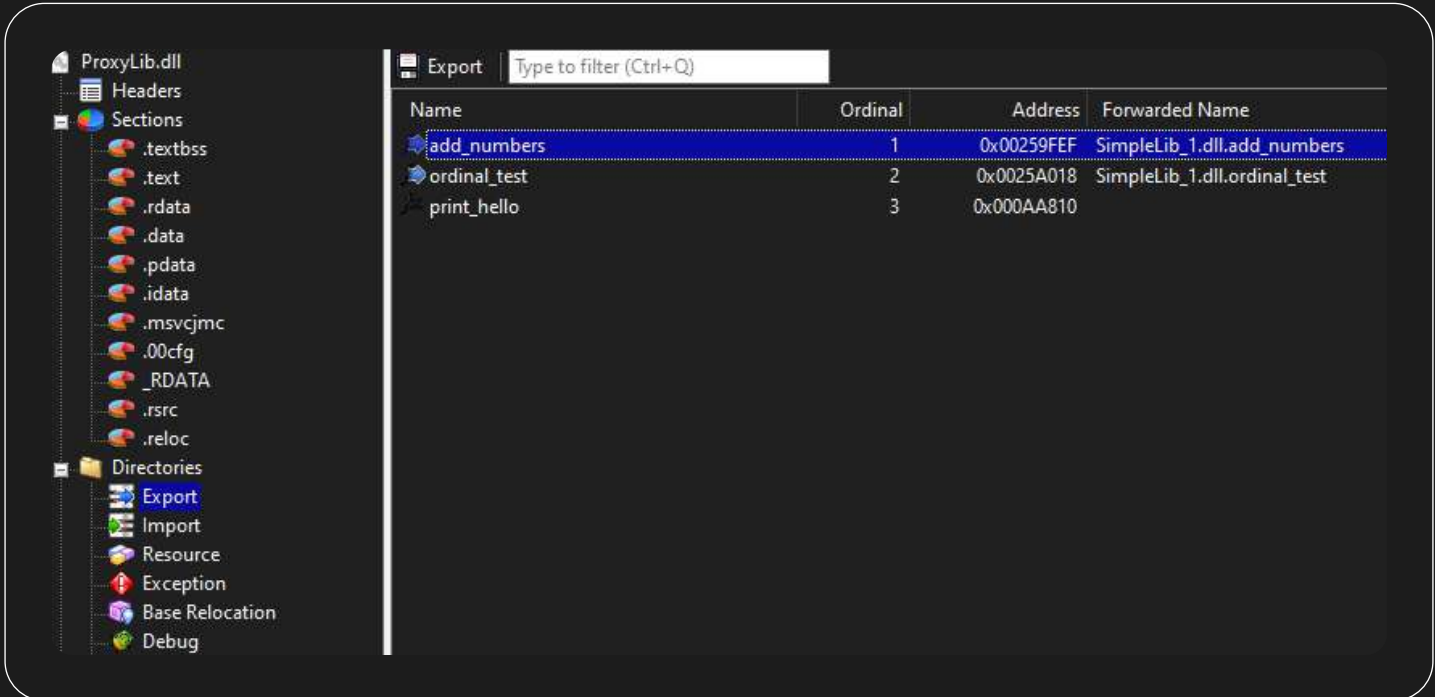 ProxyLib.dll
Headers
Sections
.textbss
.text
.rdata
.data
.pdata
.idata
.msvcjmc
.00cfg
_RDATA
.rsrc
.reloc
Directories
Export
Import
Resource
Exception
Base Relocation
Debug
Export Type to filter (Ctrl+Q)
Name Ordinal Address Forwarded Name
add_numbers 1 0x00259FEF SimpleLib_1.dll.add_numbers
ordinal_test 2 0x0025A018 SimpleLib_1.dll.ordinal_test
print_hello 3 0x000AA810